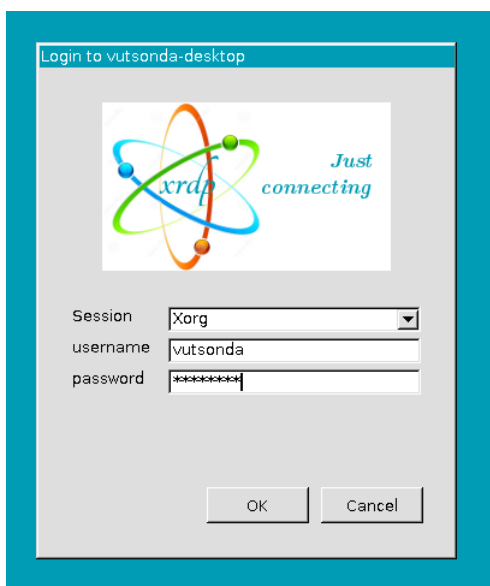 Login to vutsonda-desktop
xrdp
Just
connecting
Session
Xorg
username
vutsonda
password
********
OK
Cancel